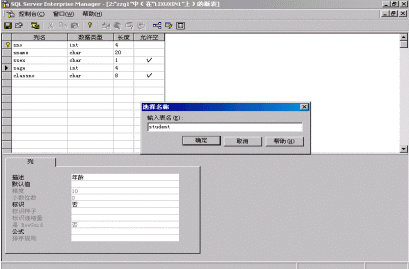 SQL Server Enterprise Manager - [2:"zzg1"中（在"LIXUXIN1"上）的新表]
控制台(C) 窗口(W) 帮助(H)
列名 数据类型 长度 允许空
sno int 4
sname char 20
ssex char 1 ✓
sage int 4
classno char 8 ✓
选择名称
输入表名(E):
student
确定 取消 帮助(H)
列
描述 年龄
默认值
精度 10
小数位数 0
标识 否
标识种子
标识递增量
是 RowGuid 否
公式
排序规则